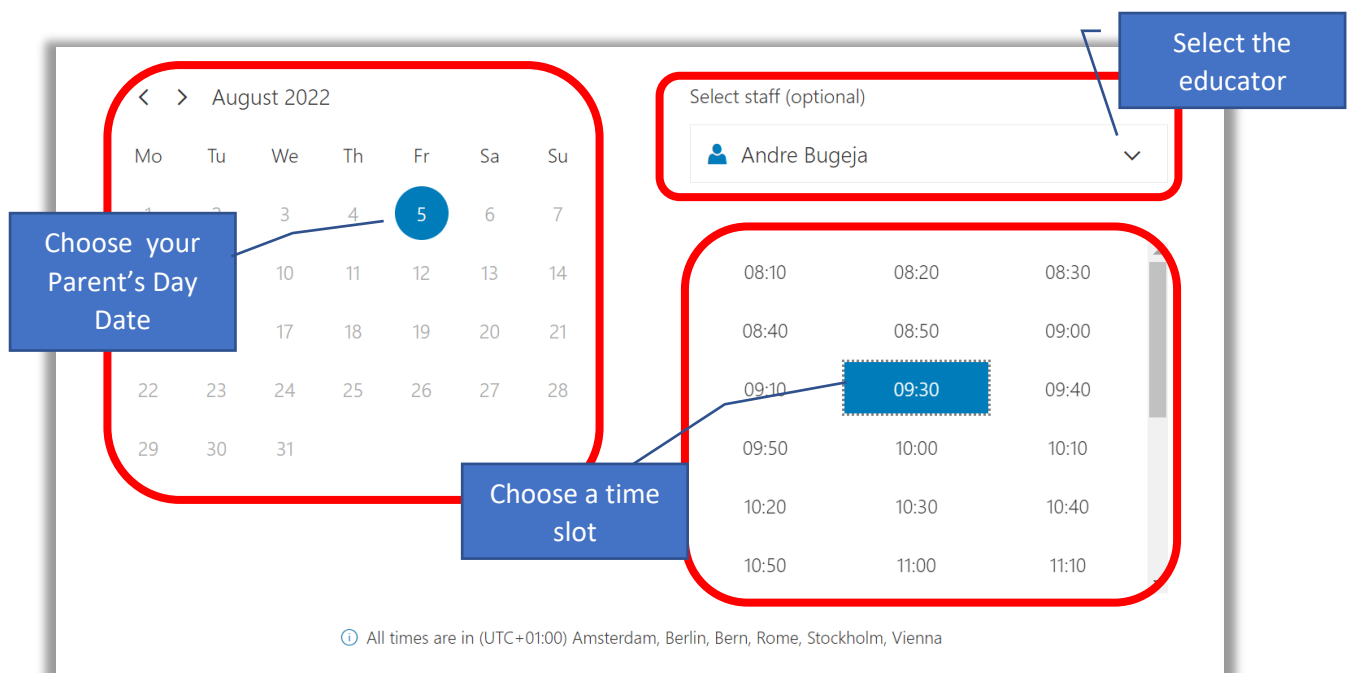 Select the
educator
August 2022
Select staff (optional)
Mo Tu We Th Fr Sa Su
Andre Bugeja
3 4 5 6 7
Choose your
Parent’s Day
Date
10 11 12 13 14
17 18 19 20 21
22 23 24 25 26 27 28
29 30 31
08:10 08:20 08:30
08:40 08:50 09:00
09:10 09:30 09:40
09:50 10:00 10:10
10:20 10:30 10:40
10:50 11:00 11:10
Choose a time
slot
All times are in (UTC+01:00) Amsterdam, Berlin, Bern, Rome, Stockholm, Vienna